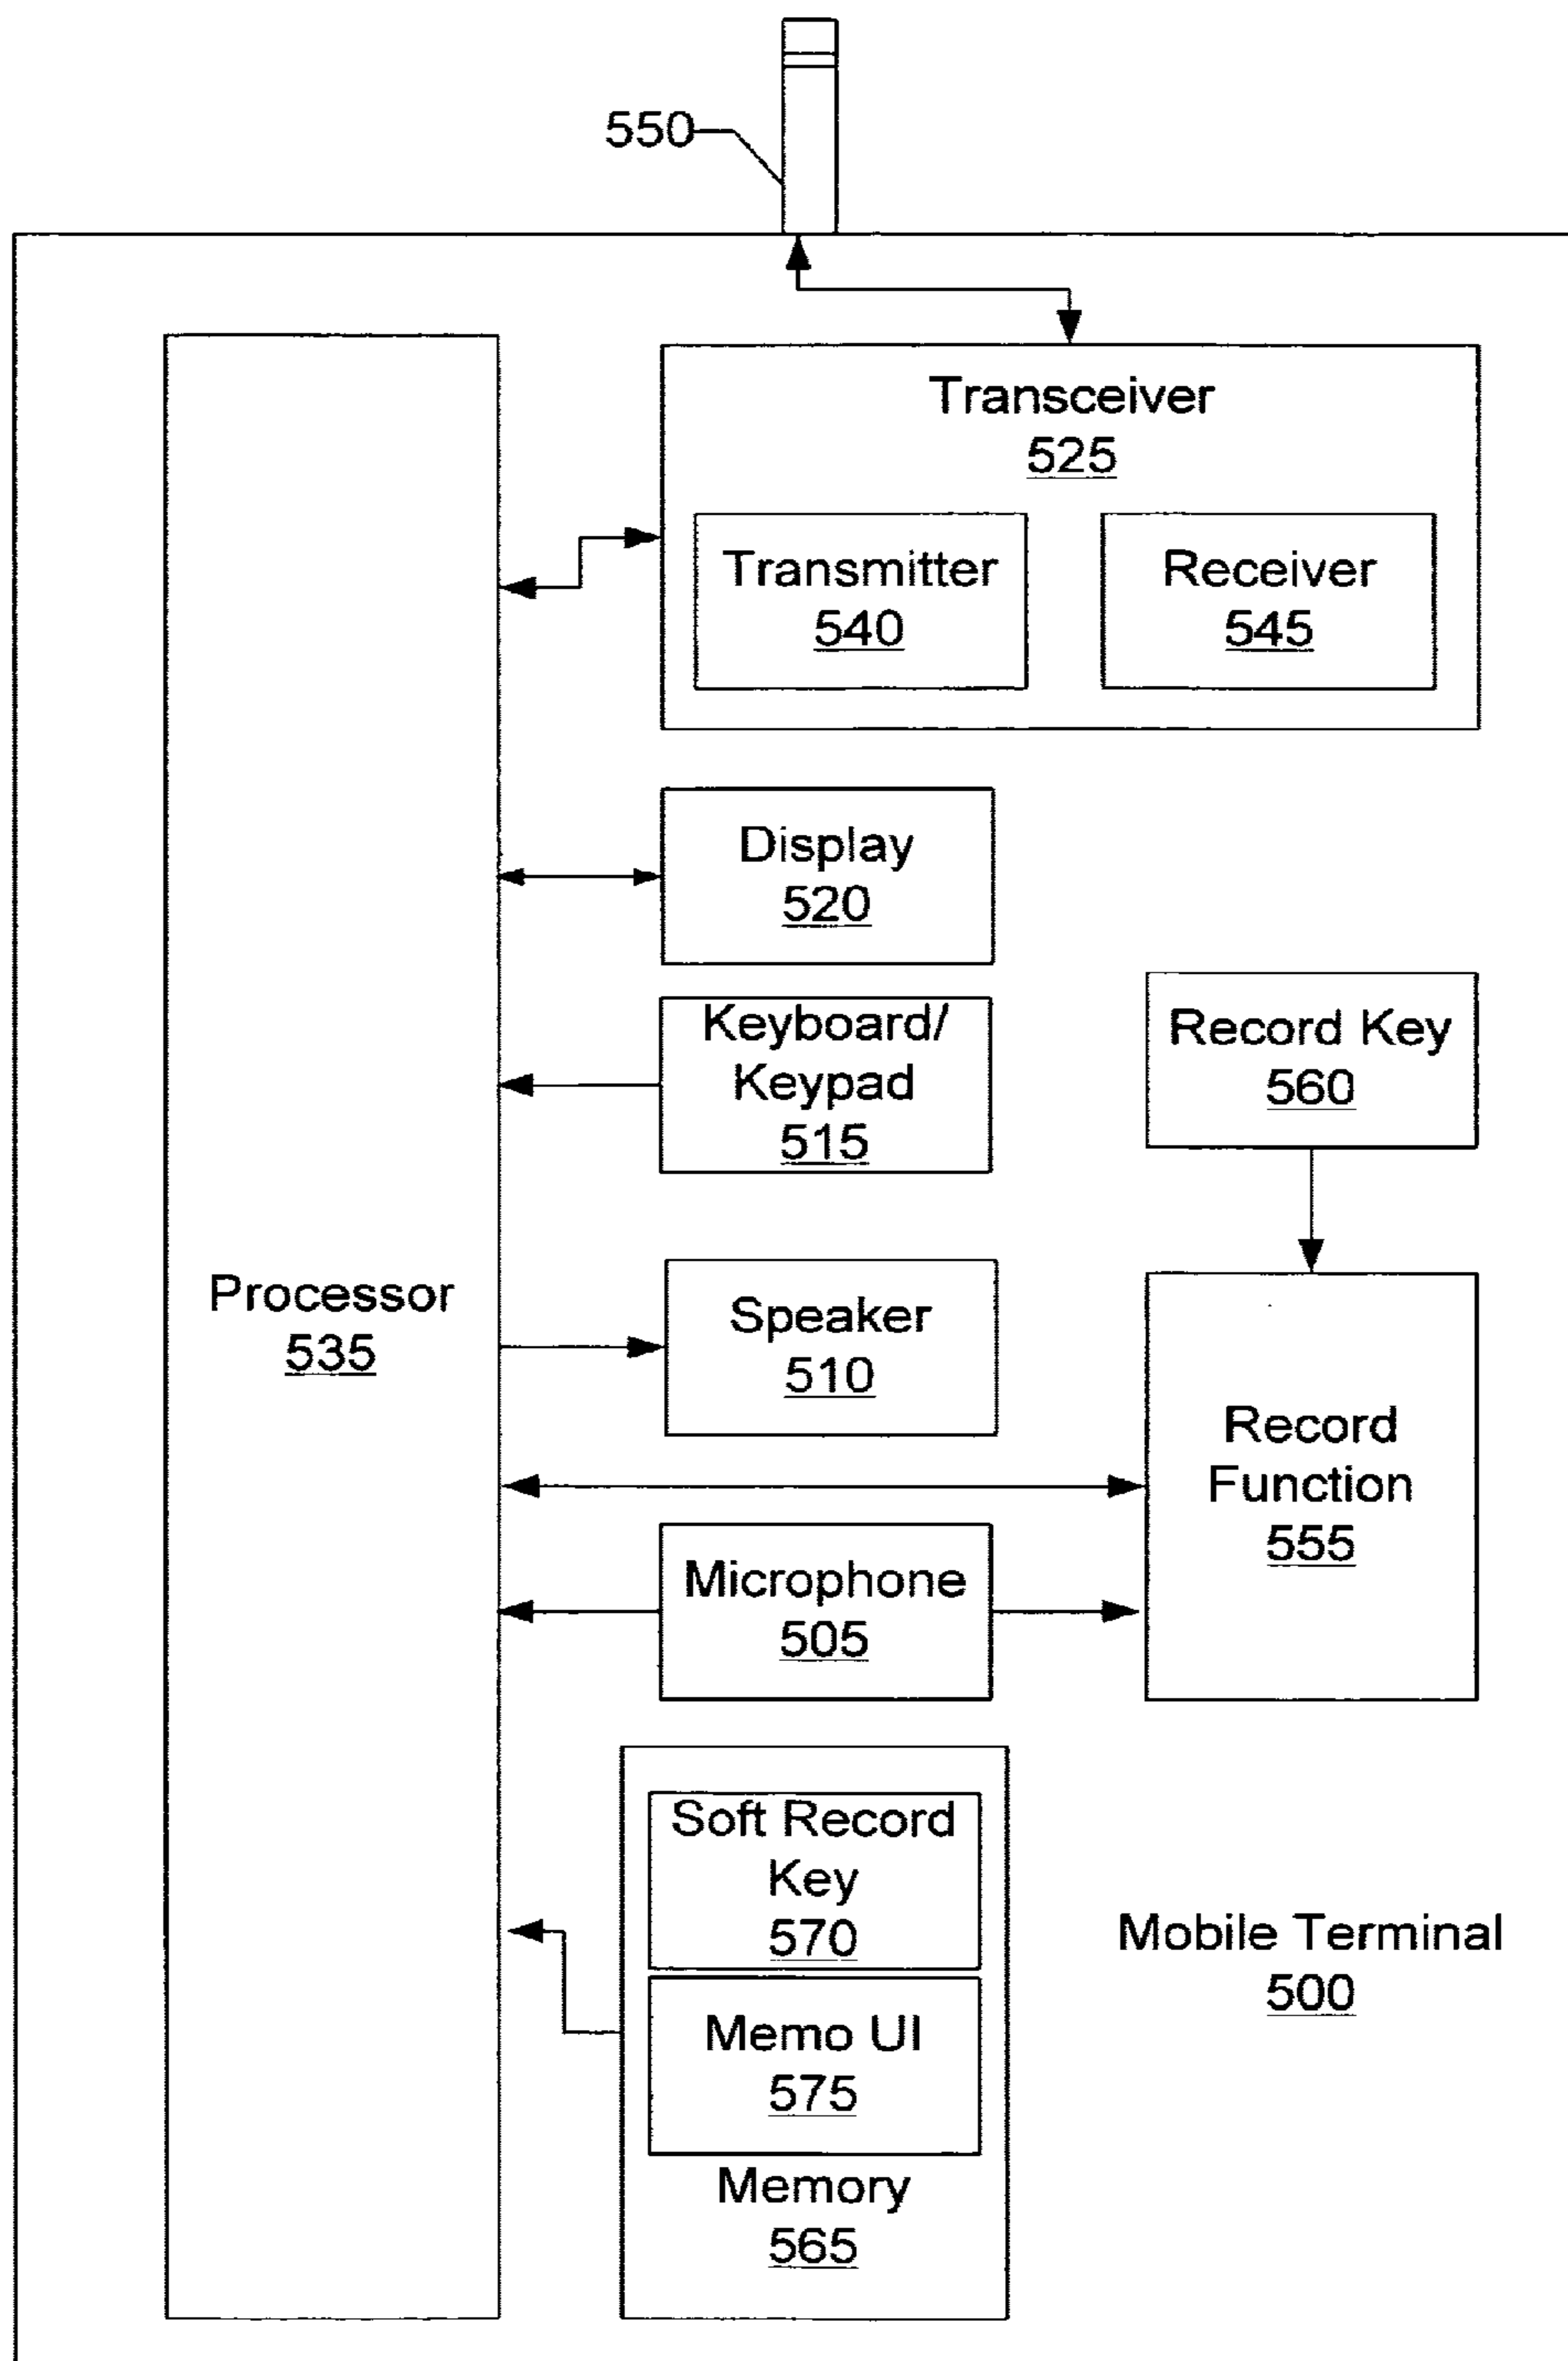 550
Transceiver
525
Transmitter
540
Receiver
545
Display
520
Keyboard/
Keypad
515
Record Key
560
Processor
535
Speaker
510
Record
Function
555
Microphone
505
Soft Record
Key
570
Memo UI
575
Memory
565
Mobile Terminal
500